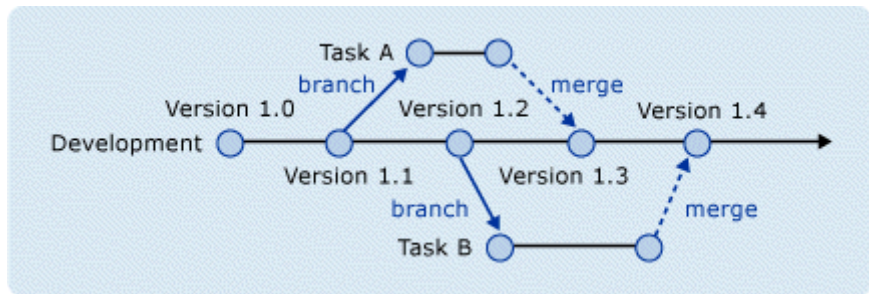 Task A
branch
merge
Version 1.0
Version 1.2
Version 1.4
Development
Version 1.1
Version 1.3
branch
merge
Task B